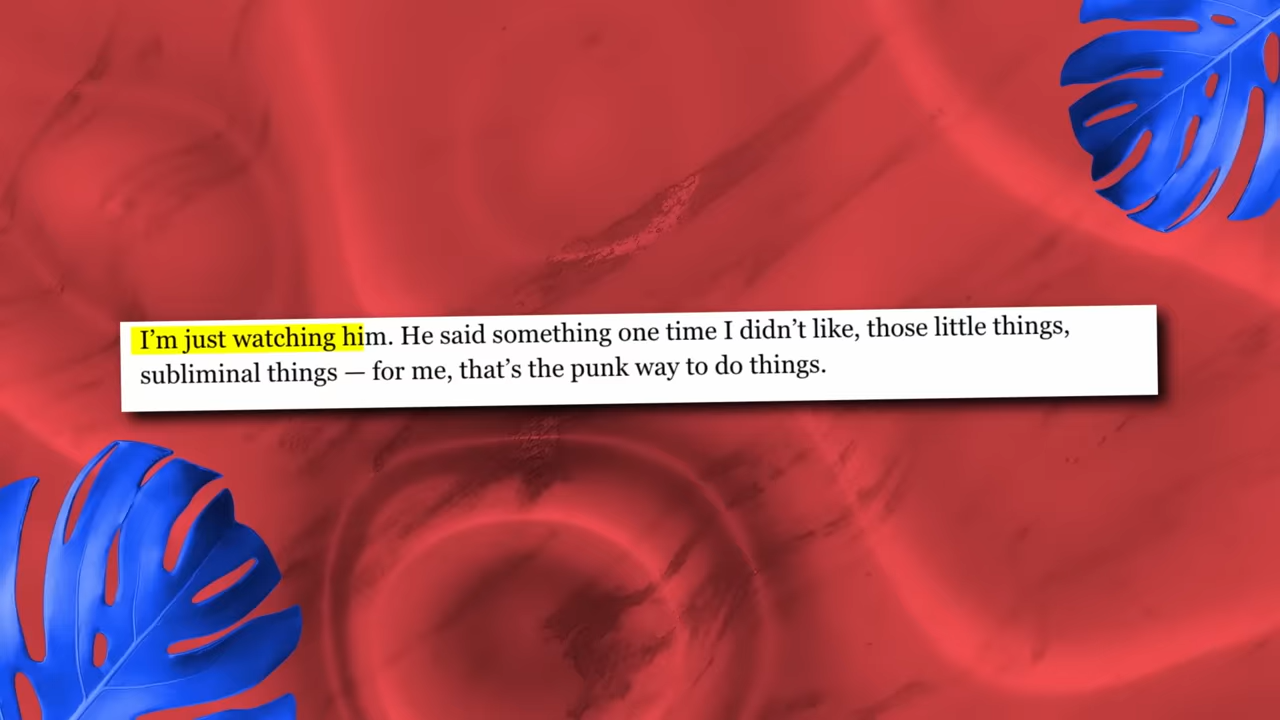 I’m just watching him. He said something one time I didn’t like, those little things,
subliminal things — for me, that’s the punk way to do things.